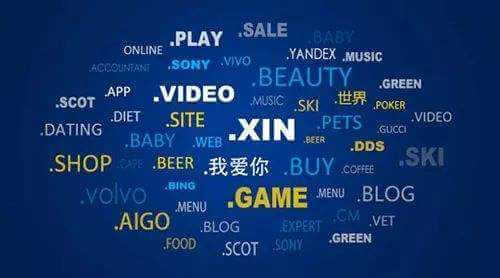 .PLAY .SALE .BABY
ONLINE .SONY .VIVO .YANDEX .MUSIC
.ACCOUNTANT .BEAUTY .GREEN
.SCOT .APP .VIDEO .MUSIC .SKI .世界 .POKER
.DATING .DIET .SITE .XIN .PETS .GUCCI .VIDEO
.BABY .WEB .BEER .DDS
.SHOP .CAFE .BEER .我爱你 .BUY .COFFEE .SKI
.volvo .BING .GAME .MENU .BLOG
.AIGO .MENU .BLOG .EXPERT .CM .VET
.FOOD .SCOT .SONY .GREEN